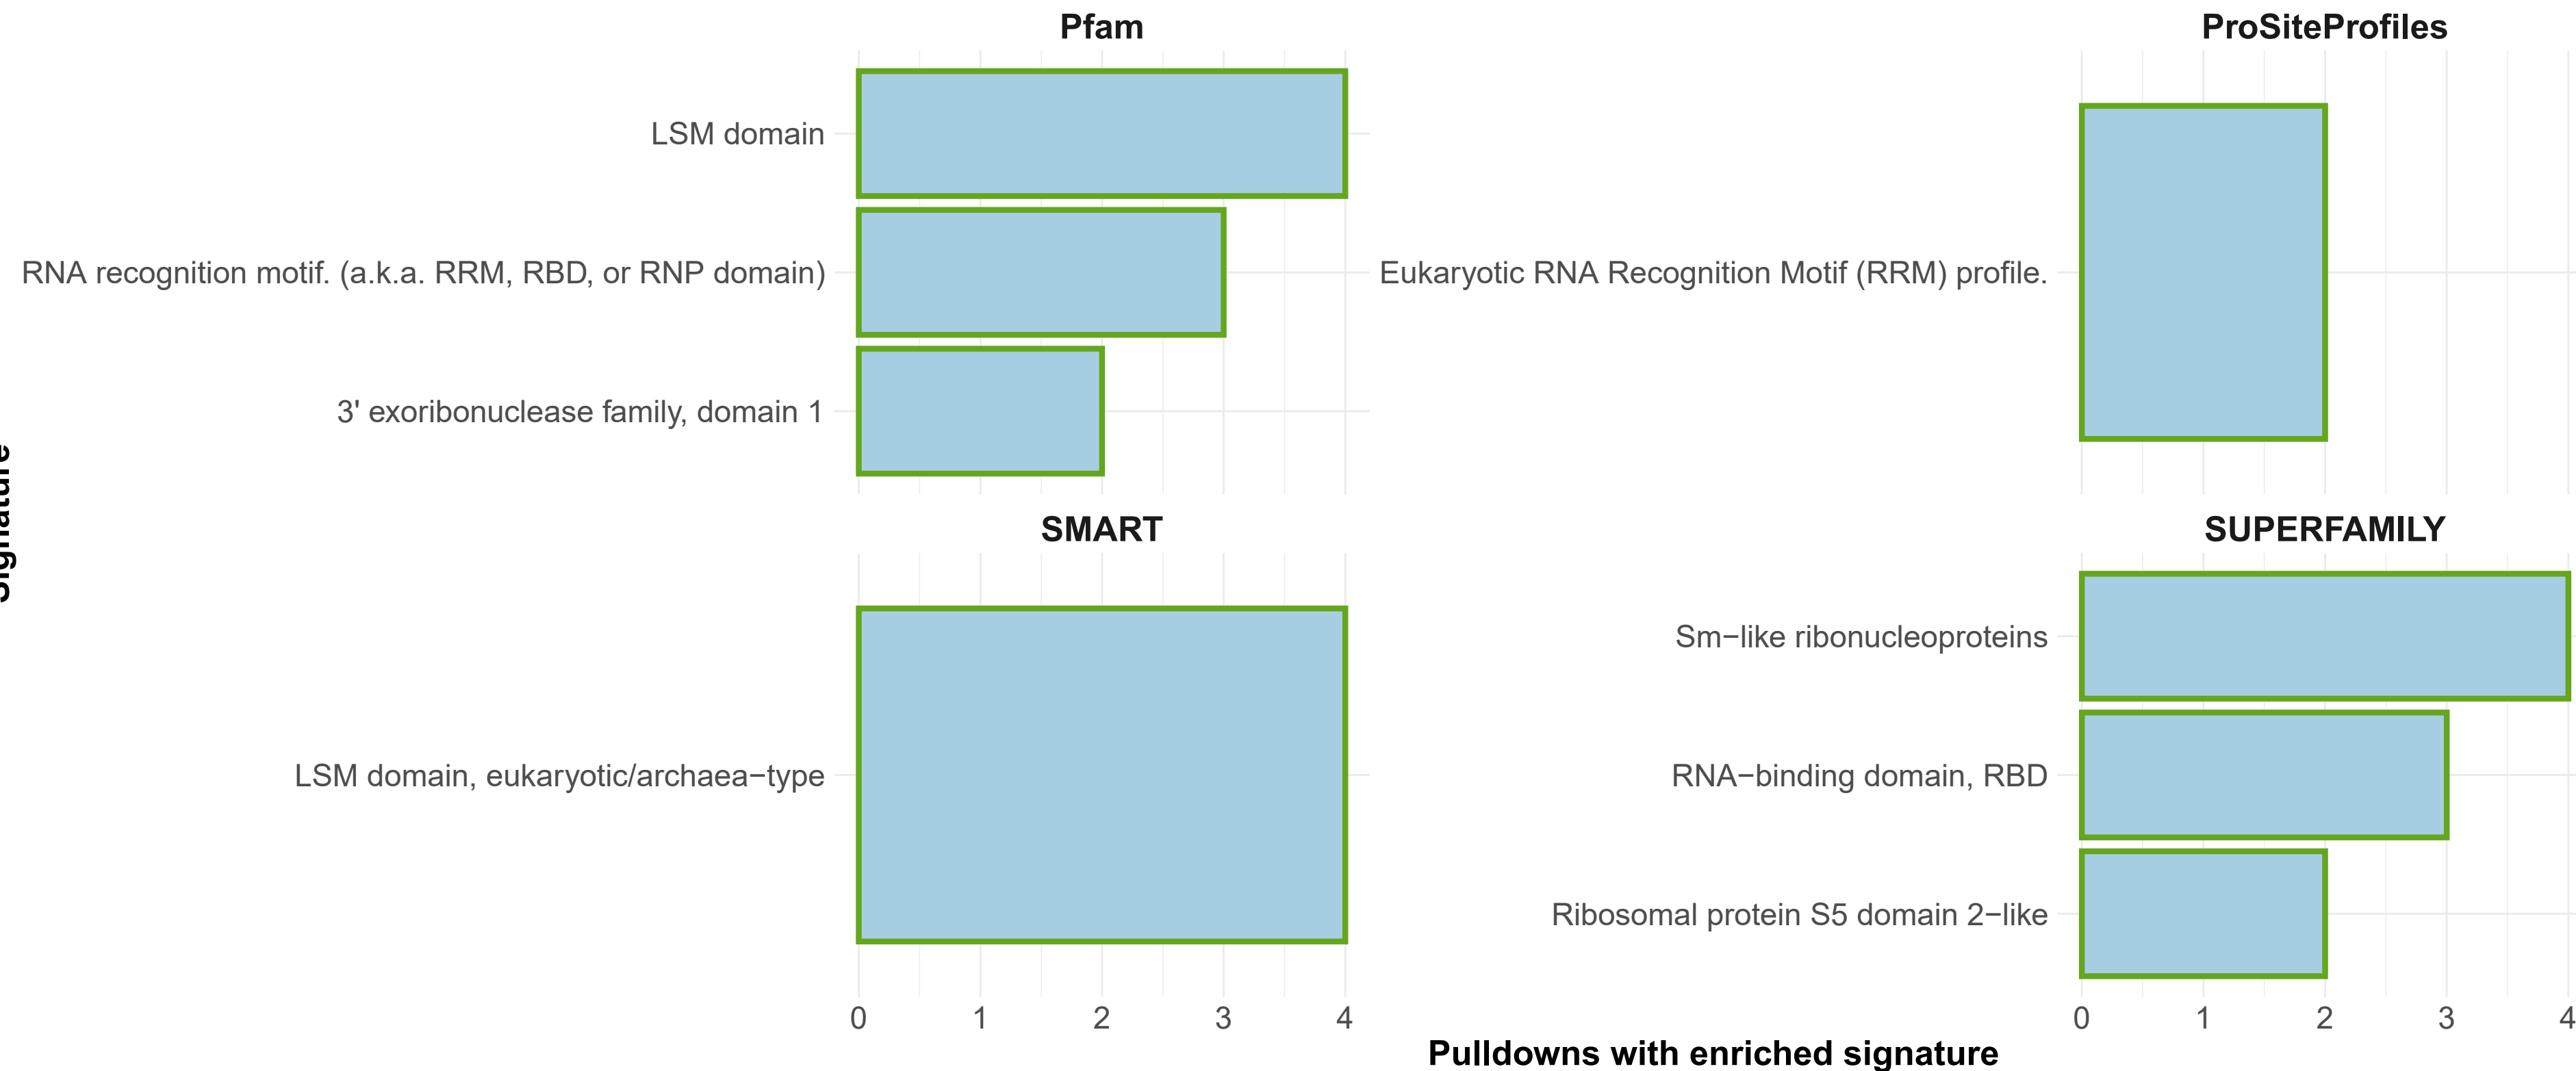 Pfam
ProSiteProfiles
LSM domain
RNA recognition motif. (a.k.a. RRM, RBD, or RNP domain)
3' exoribonuclease family, domain 1
Eukaryotic RNA Recognition Motif (RRM) profile.
SMART
SUPERFAMILY
LSM domain, eukaryotic/archaea−type
Sm−like ribonucleoproteins
RNA−binding domain, RBD
Ribosomal protein S5 domain 2−like
0 1 2 3 4
0 1 2 3 4
Pulldowns with enriched signature
Signature